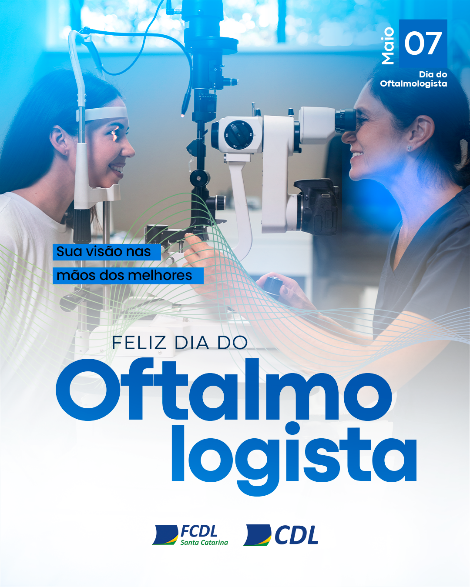 Maio
07
Dia do
Oftalmologista
Sua visão nas
mãos dos melhores
FELIZ DIA DO
Oftalmo
logista
FCDL
Santa Catarina
CDL